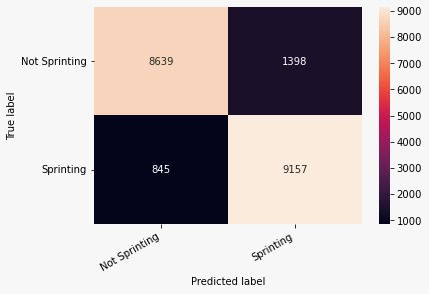 9000
8000
7000
6000
5000
4000
3000
2000
1000
Not Sprinting
8639
1398
True label
Sprinting
845
9157
Not Sprinting
Sprinting
Predicted label